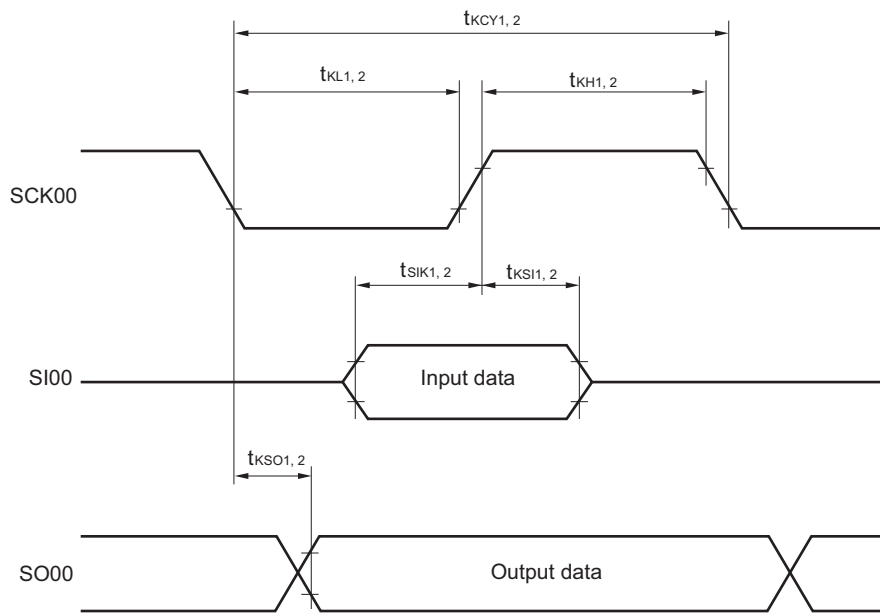 tKCY1, 2
tKL1, 2
tKH1, 2
SCK00
tSIK1, 2
tKSI1, 2
SI00
Input data
tKSO1, 2
SO00
Output data